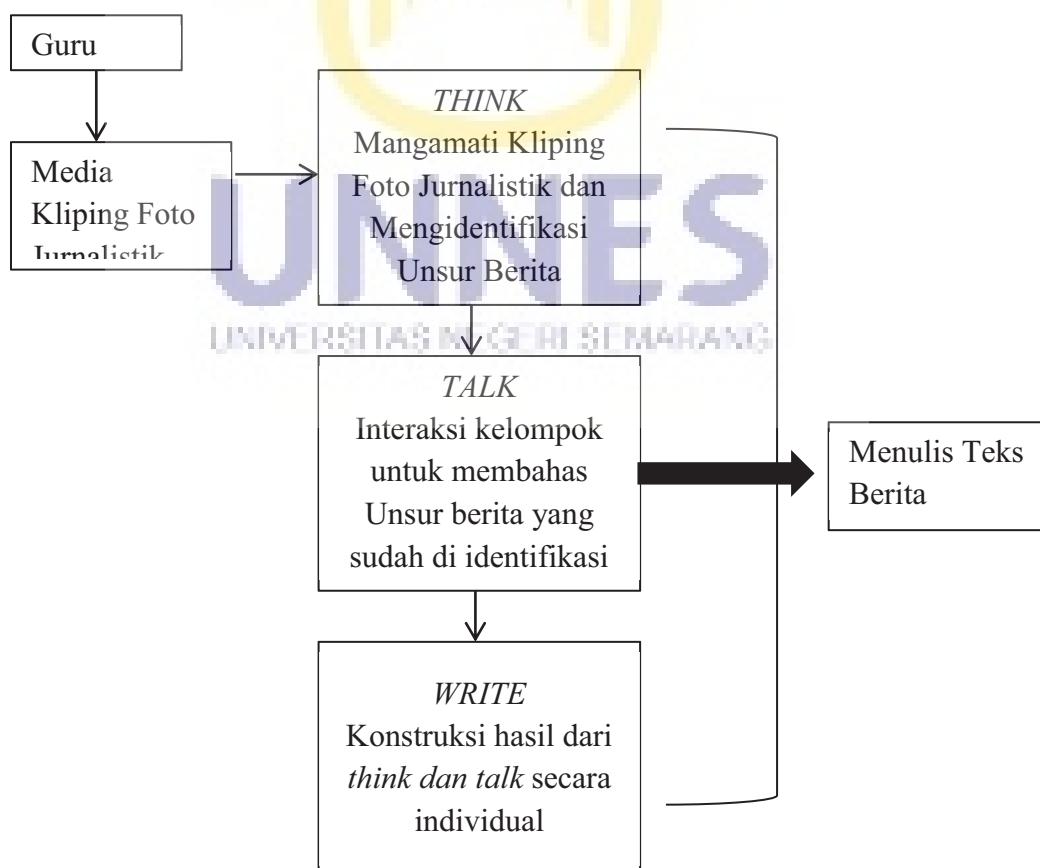 Guru
Media
Kliping Foto
Jurnalistik
THINK
Mangamati Kliping
Foto Jurnalistik dan
Mengidentifikasi
Unsur Berita
UNNES
UNIVERSITAS NEGERI SEMARANG
TALK
Interaksi kelompok
untuk membahas
Unsur berita yang
sudah di identifikasi
Menulis Teks
Berita
WRITE
Konstruksi hasil dari
think dan talk secara
individual